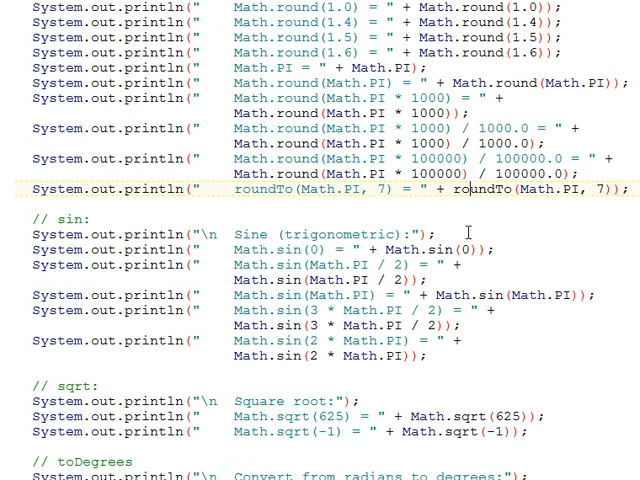 System.out.println("    Math.round(1.0) = " + Math.round(1.0));
System.out.println("    Math.round(1.4) = " + Math.round(1.4));
System.out.println("    Math.round(1.5) = " + Math.round(1.5));
System.out.println("    Math.round(1.6) = " + Math.round(1.6));
System.out.println("    Math.PI = " + Math.PI);
System.out.println("    Math.round(Math.PI) = " + Math.round(Math.PI));
System.out.println("    Math.round(Math.PI * 1000) = " +
Math.round(Math.PI * 1000));
System.out.println("    Math.round(Math.PI * 1000) / 1000.0 = " +
Math.round(Math.PI * 1000) / 1000.0);
System.out.println("    Math.round(Math.PI * 100000) / 100000.0 = " +
Math.round(Math.PI * 100000) / 100000.0);
System.out.println("    roundTo(Math.PI, 7) = " + roundTo(Math.PI, 7));
// sin:
System.out.println("\n  Sine (trigonometric):");
System.out.println("    Math.sin(0) = " + Math.sin(0));
System.out.println("    Math.sin(Math.PI / 2) = " +
Math.sin(Math.PI / 2));
System.out.println("    Math.sin(Math.PI) = " + Math.sin(Math.PI));
System.out.println("    Math.sin(3 * Math.PI / 2) = " +
Math.sin(3 * Math.PI / 2));
System.out.println("    Math.sin(2 * Math.PI) = " +
Math.sin(2 * Math.PI));
// sqrt:
System.out.println("\n  Square root:");
System.out.println("    Math.sqrt(625) = " + Math.sqrt(625));
System.out.println("    Math.sqrt(-1) = " + Math.sqrt(-1));
// toDegrees
System.out.println("\n  Convert from radians to degrees:");